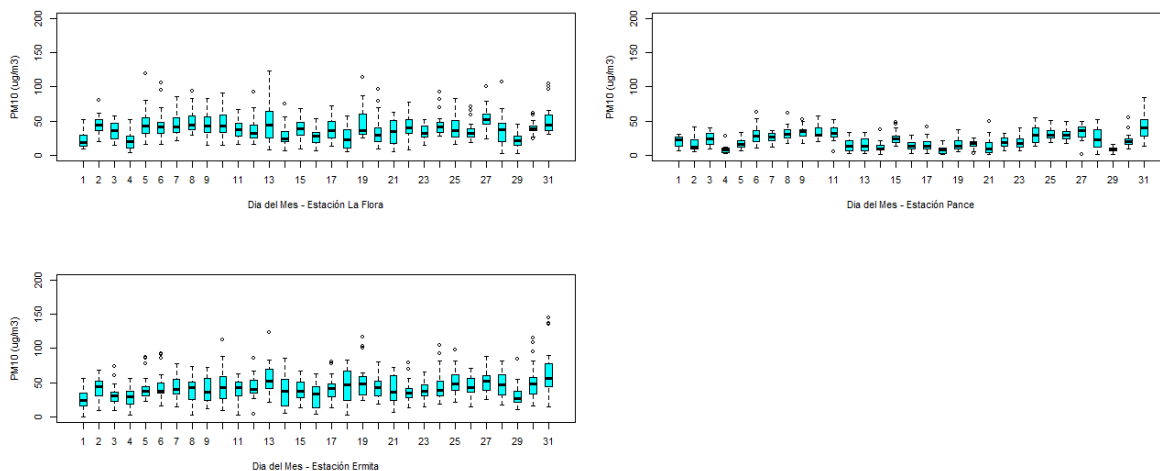 PM10 (ug/m3)
200
150
100
50
0
1 2 3 4 5 6 7 8 9 11 13 15 17 19 21 23 25 27 29 31
Dia del Mes - Estación La Flora
PM10 (ug/m3)
200
150
100
50
0
1 2 3 4 5 6 7 8 9 11 13 15 17 19 21 23 25 27 29 31
Dia del Mes - Estación Pance
PM10 (ug/m3)
200
150
100
50
0
1 2 3 4 5 6 7 8 9 11 13 15 17 19 21 23 25 27 29 31
Dia del Mes - Estación Ermita